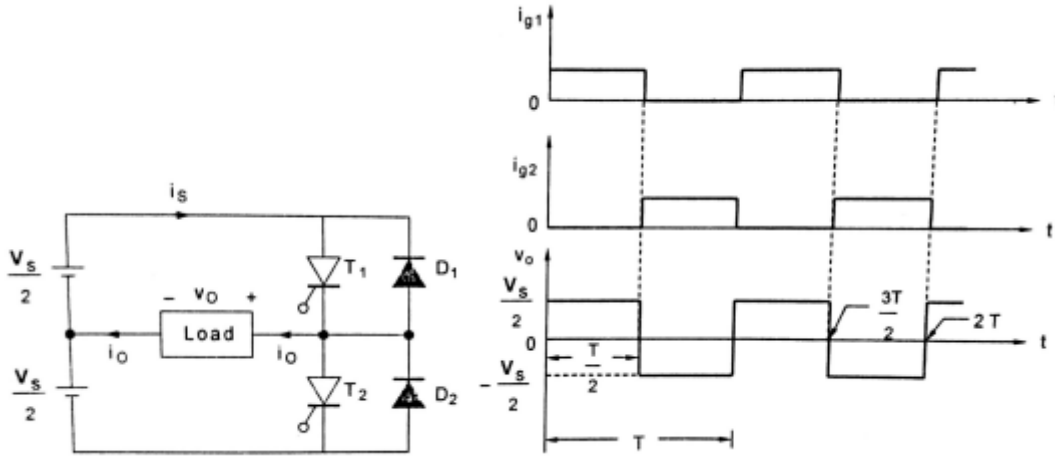 i_g1
0
i_g2
0
t
i_S
V_S/2
T_1
D_1
− v_O +
Load
i_O
i_O
V_S/2
T_2
D_2
v_o
V_S/2
0
− V_S/2
T/2
3T/2
2T
t
T